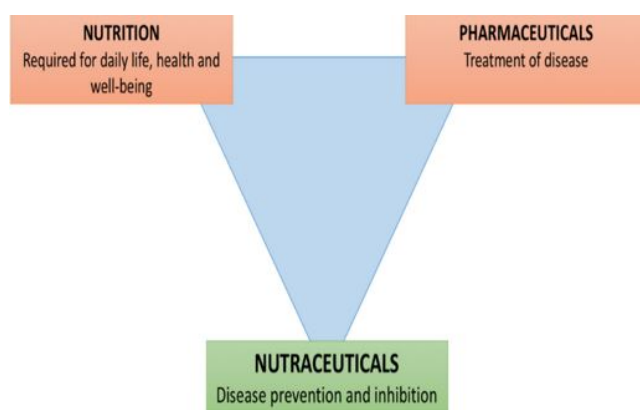 NUTRITION
Required for daily life, health and
well-being
PHARMACEUTICALS
Treatment of disease
NUTRACEUTICALS
Disease prevention and inhibition